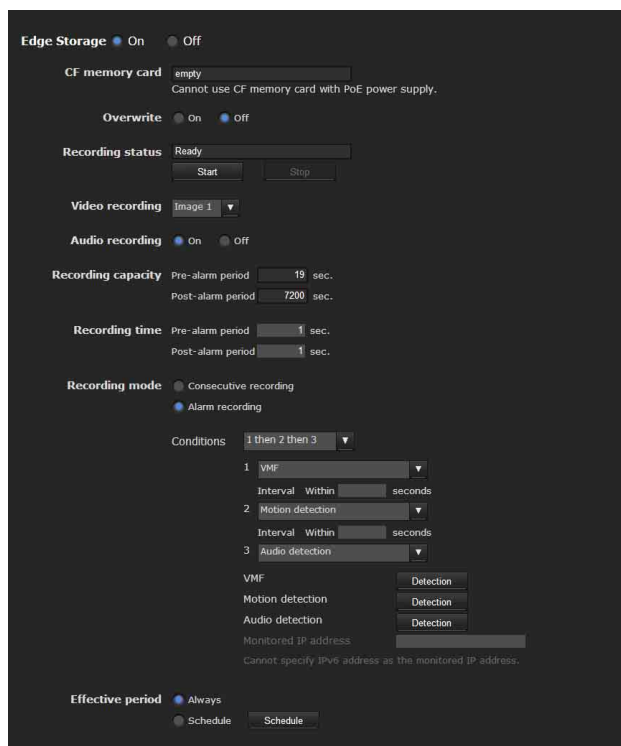 Edge Storage On Off
CF memory card empty
Cannot use CF memory card with PoE power supply.
Overwrite On Off
Recording status Ready
Start Stop
Video recording Image 1
Audio recording On Off
Recording capacity Pre-alarm period 19 sec.
Post-alarm period 7200 sec.
Recording time Pre-alarm period 1 sec.
Post-alarm period 1 sec.
Recording mode Consecutive recording
Alarm recording
Conditions 1 then 2 then 3
1 VMF
Interval Within seconds
2 Motion detection
Interval Within seconds
3 Audio detection
VMF Detection
Motion detection Detection
Audio detection Detection
Monitored IP address
Cannot specify IPv6 address as the monitored IP address.
Effective period Always
Schedule Schedule